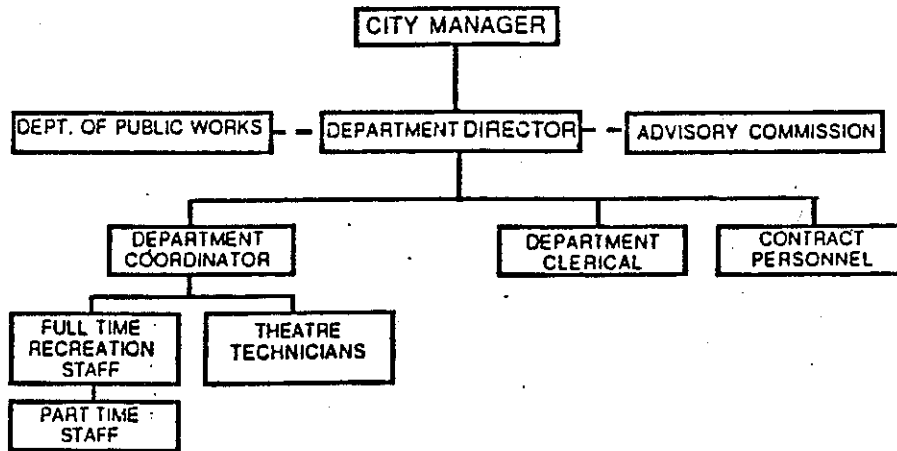 CITY MANAGER
DEPT. OF PUBLIC WORKS
DEPARTMENT DIRECTOR
ADVISORY COMMISSION
DEPARTMENT
COORDINATOR
DEPARTMENT
CLERICAL
CONTRACT
PERSONNEL
FULL TIME
RECREATION
STAFF
THEATRE
TECHNICIANS
PART TIME
STAFF